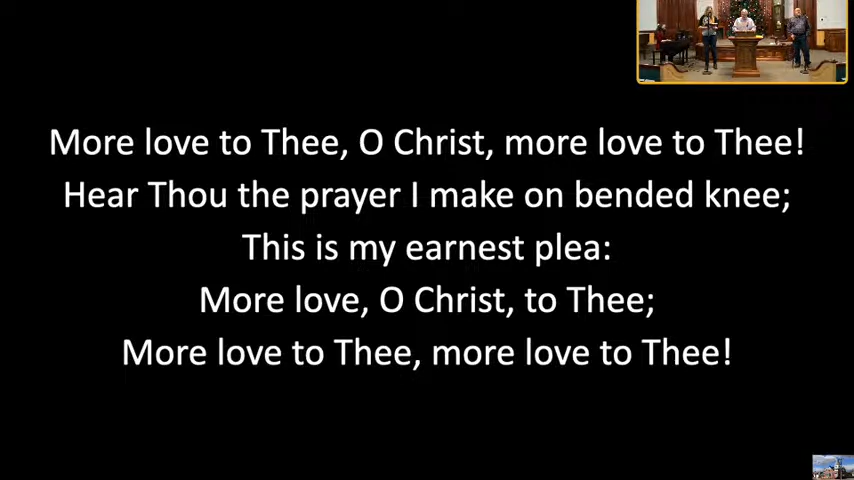 More love to Thee, O Christ, more love to Thee!
Hear Thou the prayer I make on bended knee;
This is my earnest plea:
More love, O Christ, to Thee;
More love to Thee, more love to Thee!